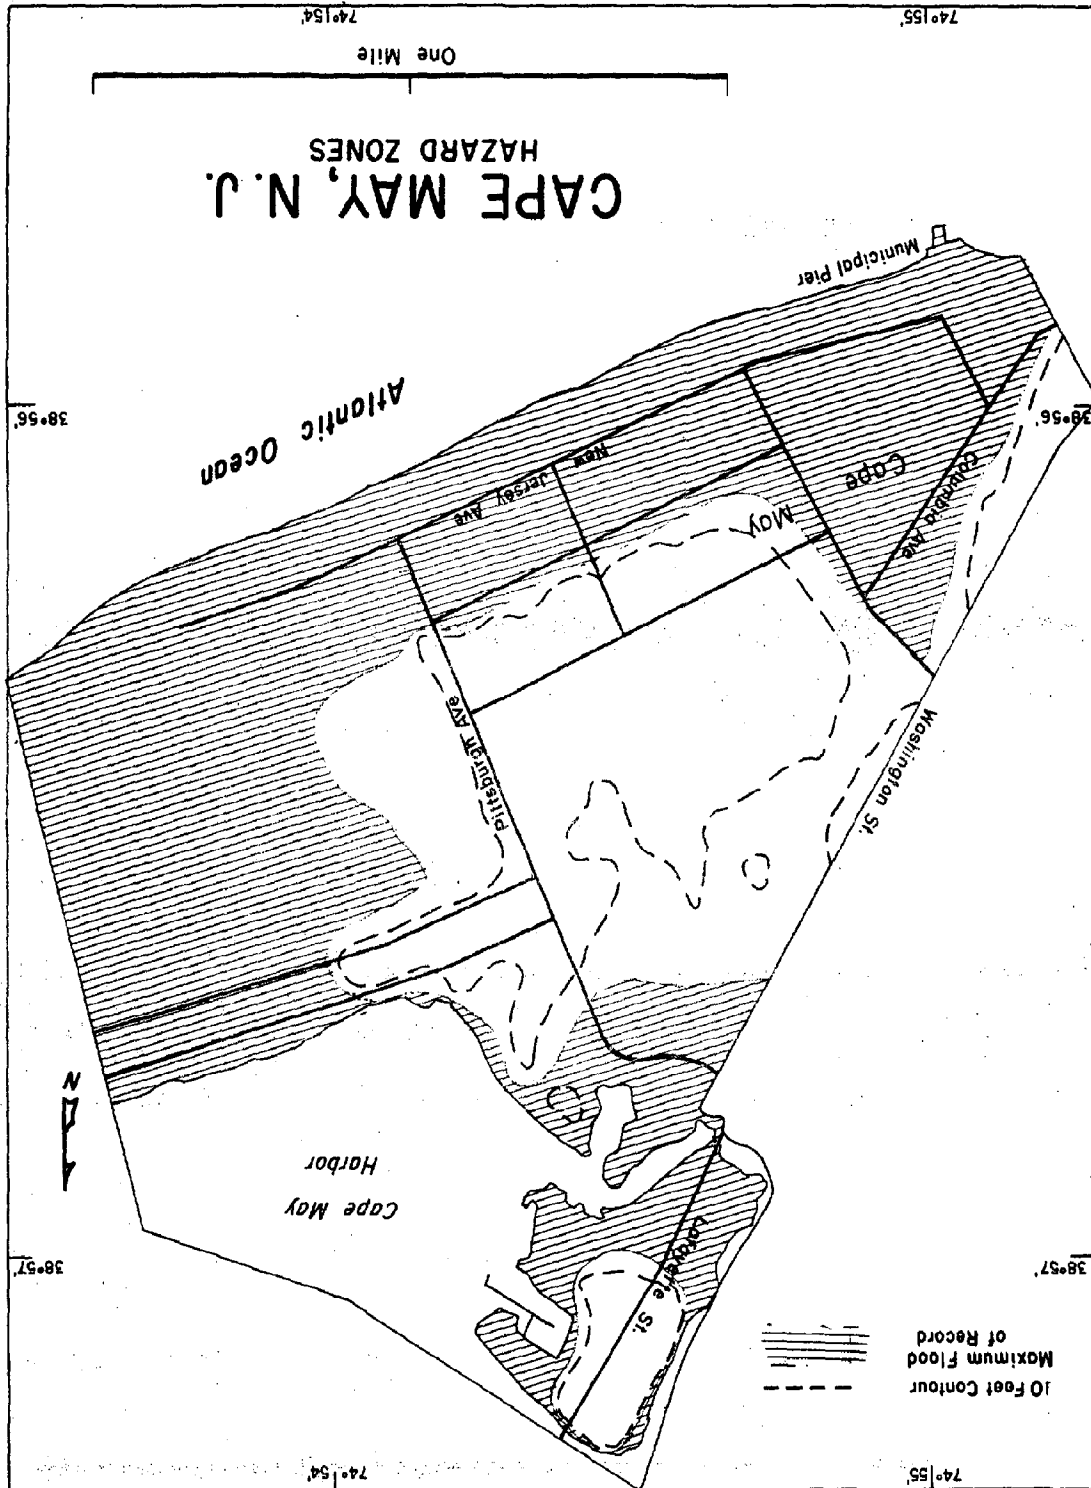 74°55'
74°54'
10 Feet Contour
Maximum Flood
of Record
38°57'
38°57'
Lafayette St.
Cape May
Harbor
N
Washington St.
Pittsburgh Ave
Columbia Ave
Cape
May
New
Jersey
Ave
38°56'
38°56'
Atlantic Ocean
Municipal Pier
CAPE MAY, N.J.
HAZARD ZONES
One Mile
74°55'
74°54'